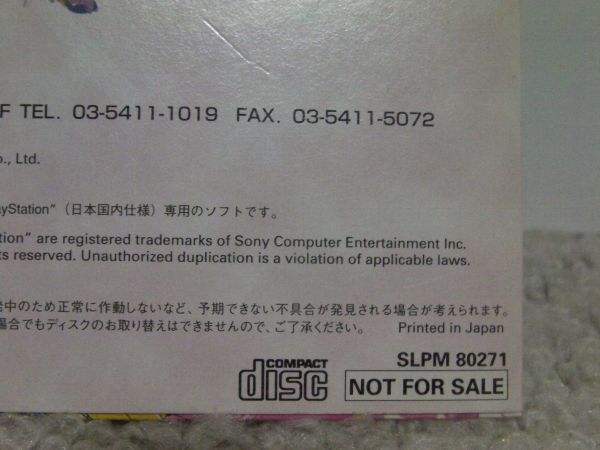 F TEL. 03-5411-1019 FAX. 03-5411-5072
o., Ltd.
ayStation”（日本国内仕様）専用のソフトです。
tion” are registered trademarks of Sony Computer Entertainment Inc.
ts reserved. Unauthorized duplication is a violation of applicable laws.
発中のため正常に作動しないなど、予期できない不具合が発見される場合が考えられます。
場合でもディスクのお取り替えはできませんので、ご了承ください。 Printed in Japan
COMPACT disc
SLPM 80271
NOT FOR SALE